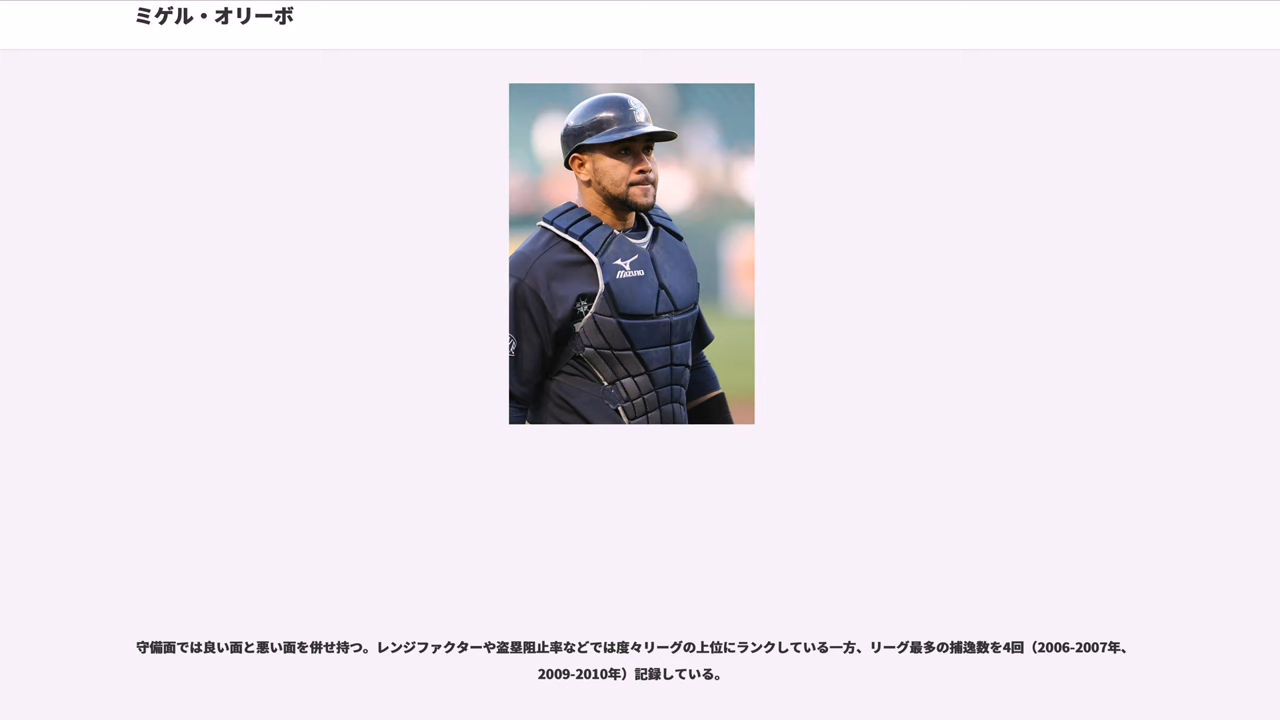 ミゲル・オリーボ
MIZUNO
守備面では良い面と悪い面を併せ持つ。レンジファクターや盗塁阻止率などでは度々リーグの上位にランクしている一方、リーグ最多の捕逸数を4回（2006-2007年、
2009-2010年）記録している。